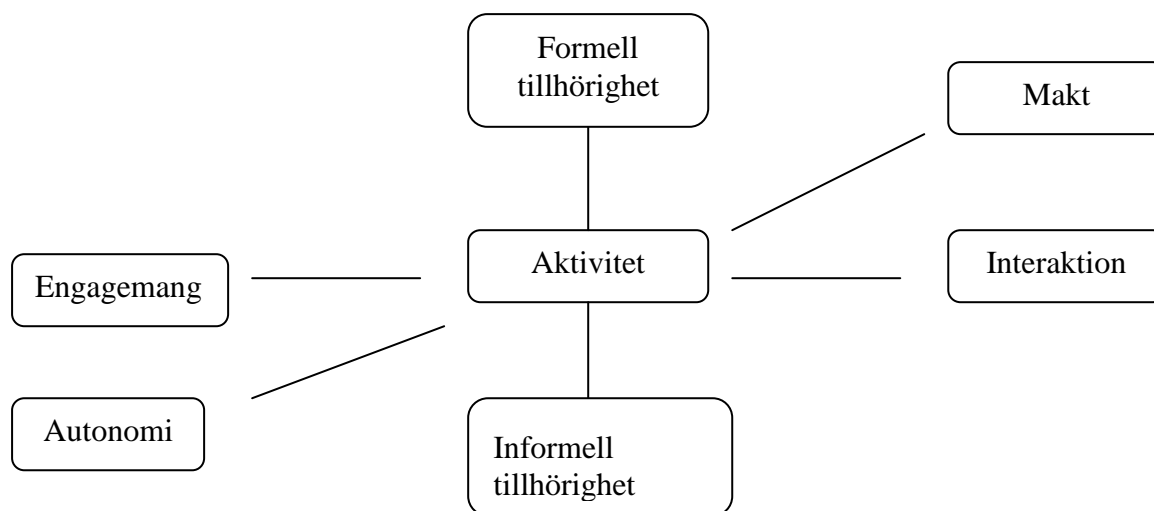 Formell
tillhörighet
Makt
Aktivitet
Interaktion
Engagemang
Autonomi
Informell
tillhörighet